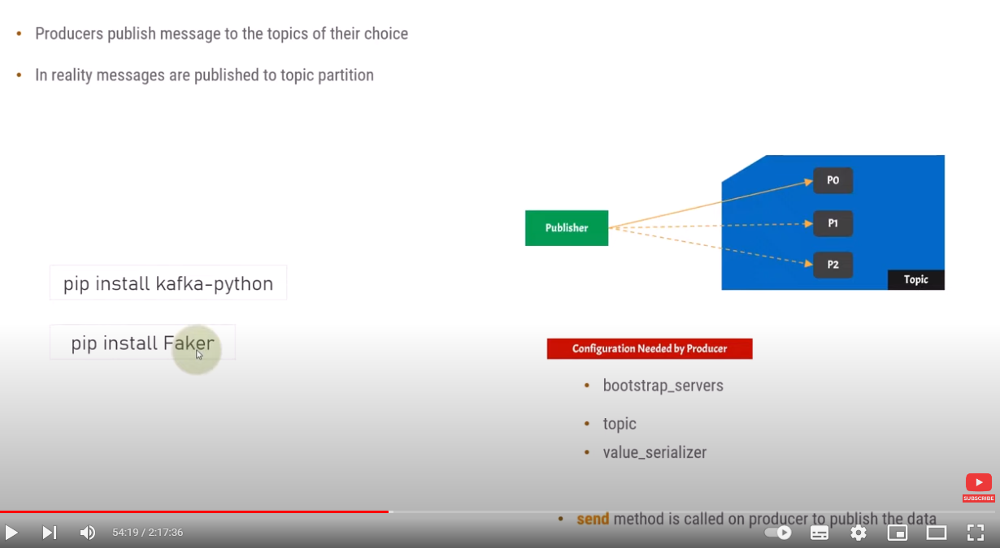 Producers publish message to the topics of their choice
In reality messages are published to topic partition
P0
Publisher
P1
P2
Topic
pip install kafka-python
pip install Faker
Configuration Needed by Producer
bootstrap_servers
topic
value_serializer
SUBSCRIBE
send method is called on producer to publish the data
54:19 / 2:17:36